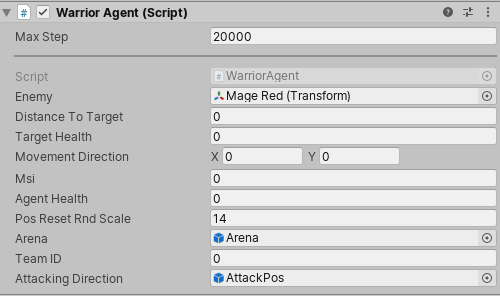 Warrior Agent (Script)
Max Step 20000
Script WarriorAgent
Enemy Mage Red (Transform)
Distance To Target 0
Target Health 0
Movement Direction X 0 Y 0
Msi 0
Agent Health 0
Pos Reset Rnd Scale 14
Arena Arena
Team ID 0
Attacking Direction AttackPos